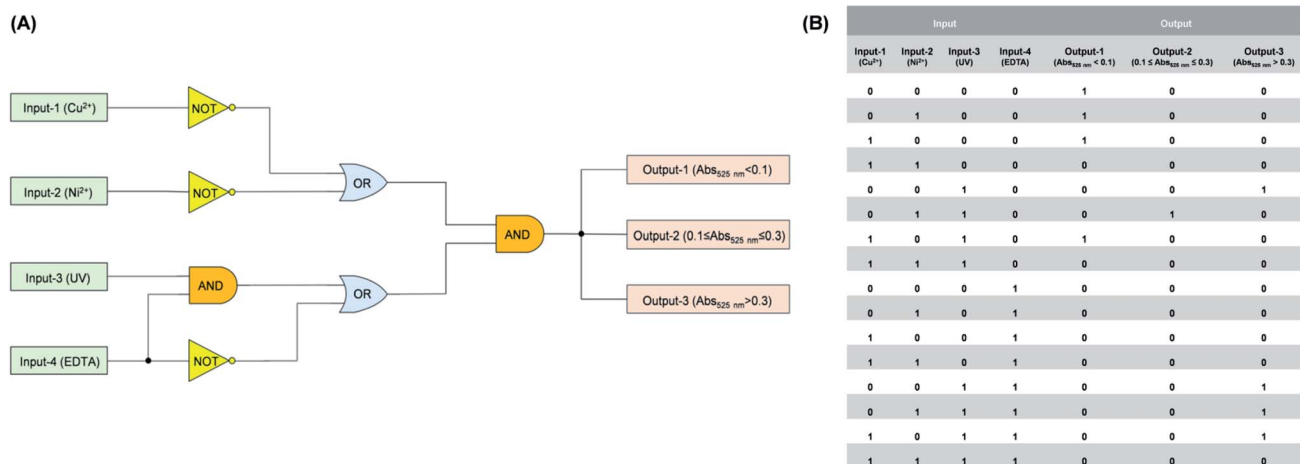 (A)
Input-1 (Cu²⁺)
NOT
Input-2 (Ni²⁺)
NOT
OR
Input-3 (UV)
AND
OR
Input-4 (EDTA)
NOT
AND
Output-1 (Abs₅₂₅ ₙₘ<0.1)
Output-2 (0.1≤Abs₅₂₅ ₙₘ≤0.3)
Output-3 (Abs₅₂₅ ₙₘ>0.3)
(B)
Input Output
Input-1 Input-2 Input-3 Input-4 Output-1 Output-2 Output-3
(Cu²⁺) (Ni²⁺) (UV) (EDTA) (Abs₅₂₅ ₙₘ < 0.1) (0.1 ≤ Abs₅₂₅ ₙₘ ≤ 0.3) (Abs₅₂₅ ₙₘ > 0.3)
0 0 0 0 1 0 0
0 1 0 0 1 0 0
1 0 0 0 1 0 0
1 1 0 0 0 0 0
0 0 1 0 0 0 1
0 1 1 0 0 1 0
1 0 1 0 1 0 0
1 1 1 0 0 0 0
0 0 0 1 0 0 0
0 1 0 1 0 0 0
1 0 0 1 0 0 0
1 1 0 1 0 0 0
0 0 1 1 0 0 1
0 1 1 1 0 0 1
1 0 1 1 0 0 1
1 1 1 1 0 0 0